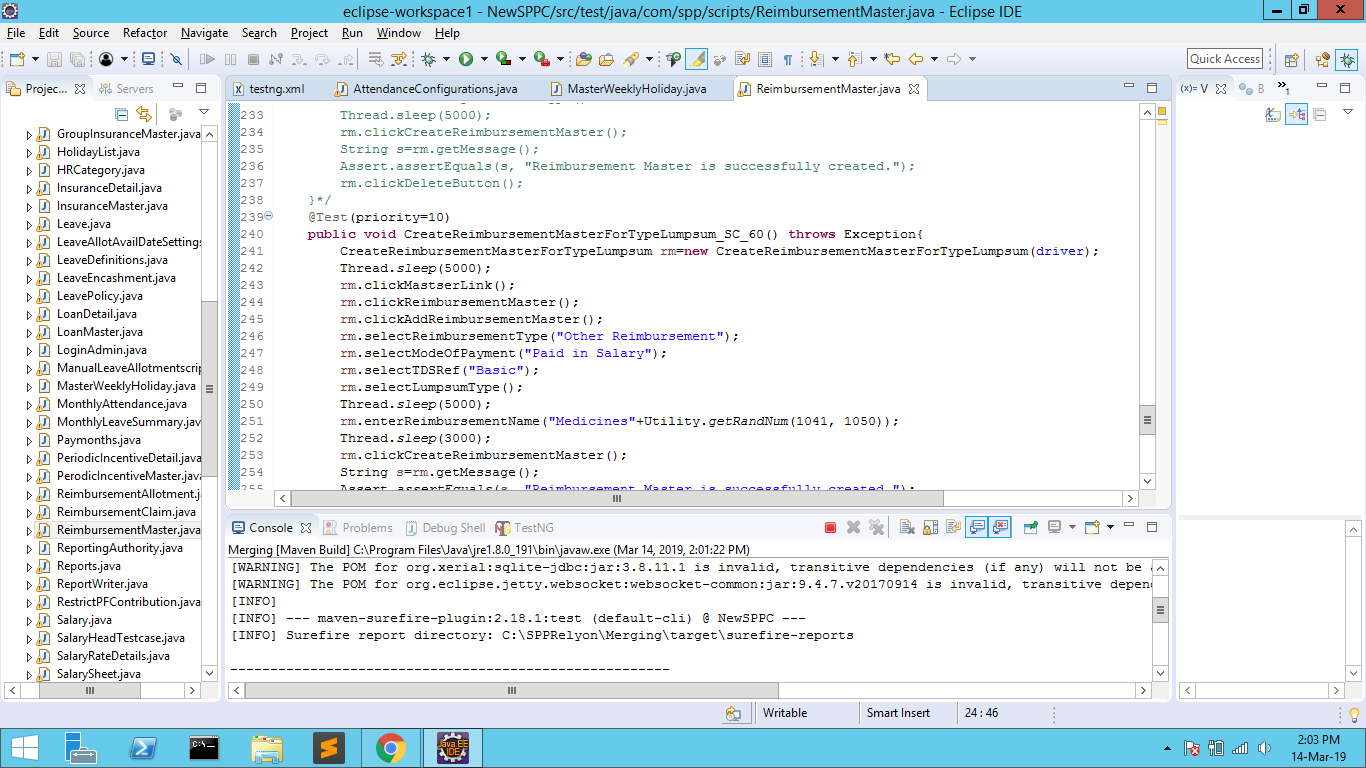 eclipse-workspace1 - NewSPPC/src/test/java/com/spp/scripts/ReimbursementMaster.java - Eclipse IDE
File Edit Source Refactor Navigate Search Project Run Window Help
Quick Access
Projec... Servers
testng.xml AttendanceConfigurations.java MasterWeeklyHoliday.java ReimbursementMaster.java
(x)= V B »1
GroupInsuranceMaster.java
HolidayList.java
HRCategory.java
InsuranceDetail.java
InsuranceMaster.java
Leave.java
LeaveAllotAvailDateSettings
LeaveDefinitions.java
LeaveEncashment.java
LeavePolicy.java
LoanDetail.java
LoanMaster.java
LoginAdmin.java
ManualLeaveAllotmentscrip
MasterWeeklyHoliday.java
MonthlyAttendance.java
MonthlyLeaveSummary.jav
Paymonths.java
PeriodicIncentiveDetail.java
PerodicIncentiveMaster.java
ReimbursementAllotment.j
ReimbursementClaim.java
ReimbursementMaster.java
ReportingAuthority.java
Reports.java
ReportWriter.java
RestrictPFContribution.java
Salary.java
SalaryHeadTestcase.java
SalaryRateDetails.java
SalarySheet.java
233 Thread.sleep(5000);
234 rm.clickCreateReimbursementMaster();
235 String s=rm.getMessage();
236 Assert.assertEquals(s, "Reimbursement Master is successfully created.");
237 rm.clickDeleteButton();
238 }*/
239 @Test(priority=10)
240 public void CreateReimbursementMasterForTypeLumpsum_SC_60() throws Exception{
241 CreateReimbursementMasterForTypeLumpsum rm=new CreateReimbursementMasterForTypeLumpsum(driver);
242 Thread.sleep(5000);
243 rm.clickMastserLink();
244 rm.clickReimbursementMaster();
245 rm.clickAddReimbursementMaster();
246 rm.selectReimbursementType("Other Reimbursement");
247 rm.selectModeOfPayment("Paid in Salary");
248 rm.selectTDSRef("Basic");
249 rm.selectLumpsumType();
250 Thread.sleep(5000);
251 rm.enterReimbursementName("Medicines"+Utility.getRandNum(1041, 1050));
252 Thread.sleep(3000);
253 rm.clickCreateReimbursementMaster();
254 String s=rm.getMessage();
255 Assert.assertEquals(s, "Reimbursement Master is successfully created.");
Console Problems Debug Shell TestNG
Merging [Maven Build] C:\Program Files\Java\jre1.8.0_191\bin\javaw.exe (Mar 14, 2019, 2:01:22 PM)
[WARNING] The POM for org.xerial:sqlite-jdbc:jar:3.8.11.1 is invalid, transitive dependencies (if any) will not be a
[WARNING] The POM for org.eclipse.jetty.websocket:websocket-common:jar:9.4.7.v20170914 is invalid, transitive depend
[INFO]
[INFO] --- maven-surefire-plugin:2.18.1:test (default-cli) @ NewSPPC ---
[INFO] Surefire report directory: C:\SPPRelyon\Merging\target\surefire-reports
-------------------------------------------------------
Writable Smart Insert 24 : 46
Java EE IDE
2:03 PM
14-Mar-19